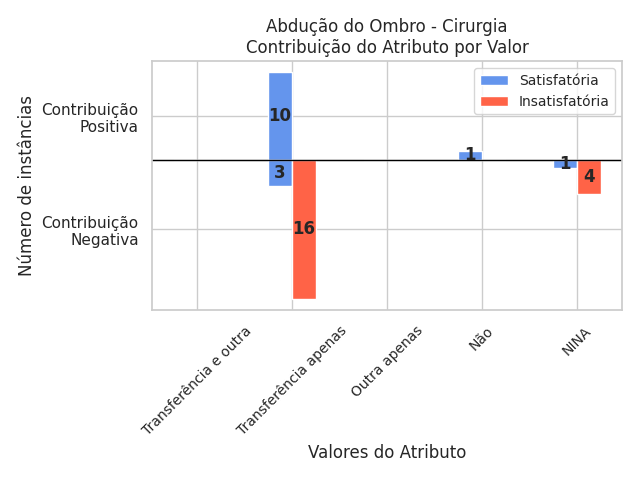 Abdução do Ombro - Cirurgia
Contribuição do Atributo por Valor
Satisfatória
Insatisfatória
Número de instâncias
Contribuição
Positiva
Contribuição
Negativa
10
3
16
1
1
4
Transferência e outra
Transferência apenas
Outra apenas
Não
NINA
Valores do Atributo